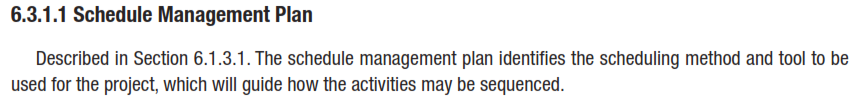 6.3.1.1 Schedule Management Plan
Described in Section 6.1.3.1. The schedule management plan identifies the scheduling method and tool to be
used for the project, which will guide how the activities may be sequenced.